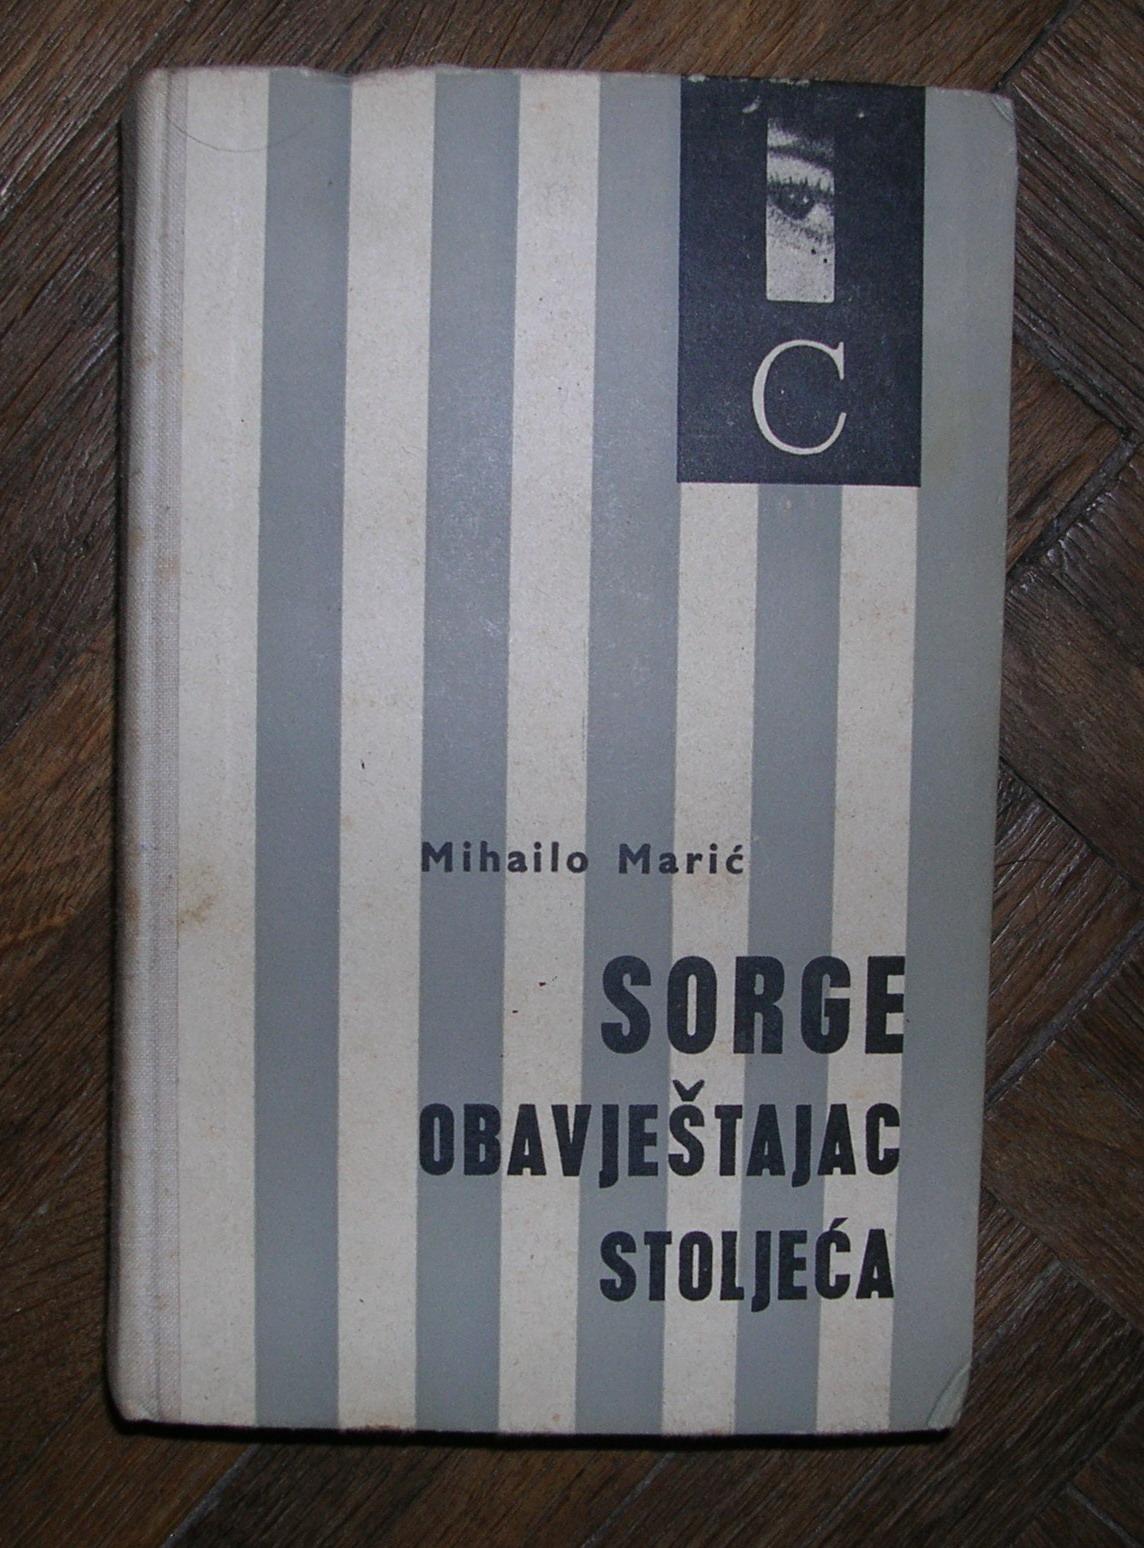 C
Mihailo Marić
SORGE
OBAVJEŠTAJAC
STOLJEĆA